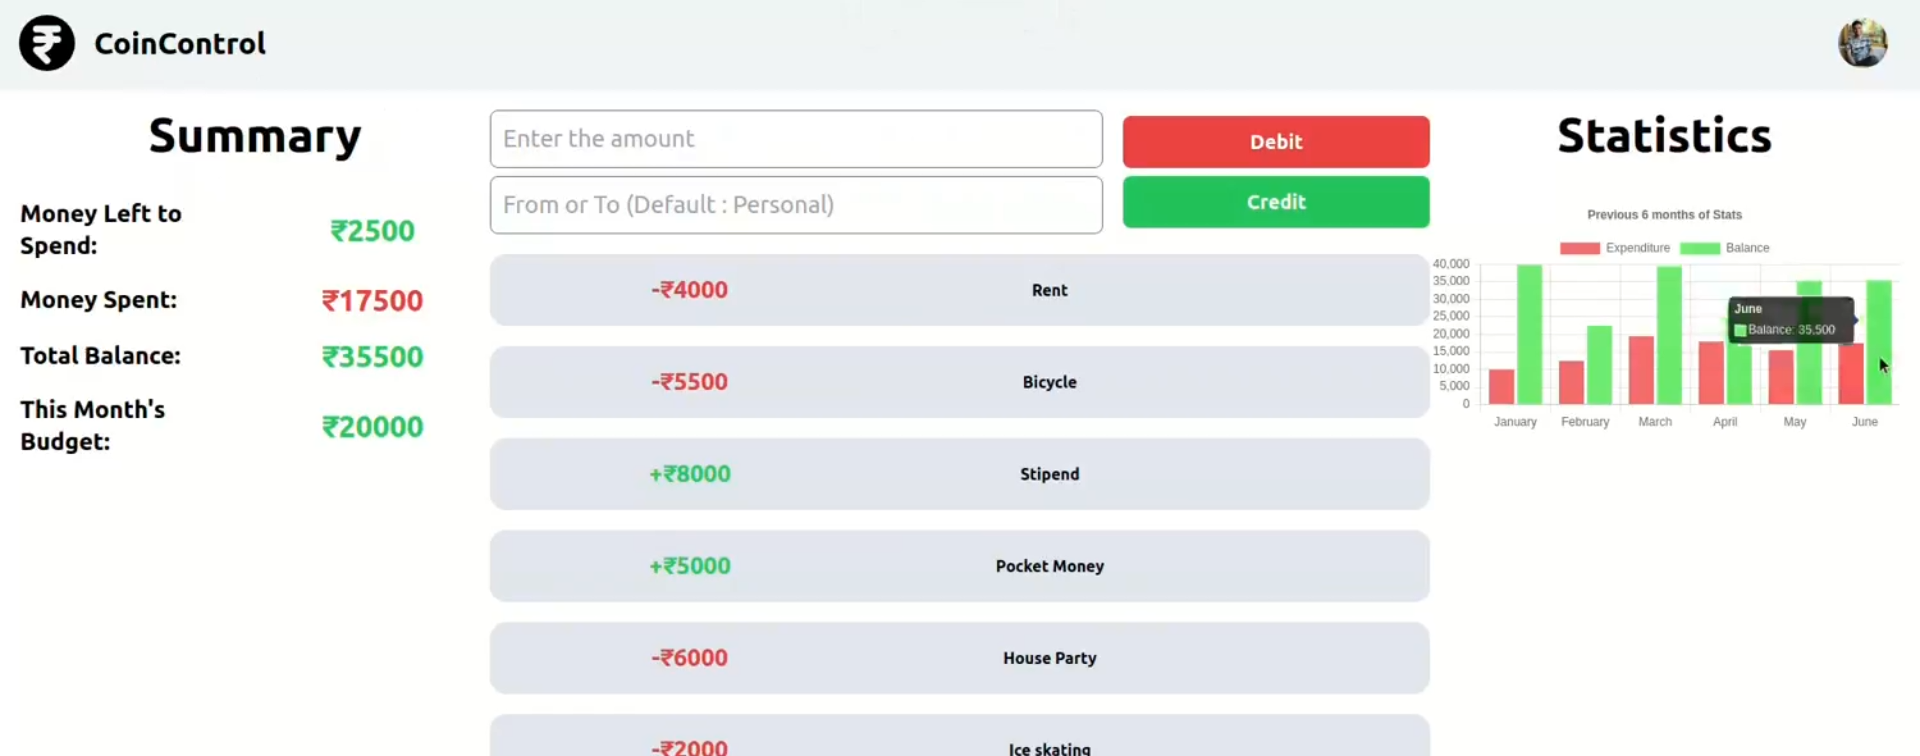 CoinControl
Summary
Money Left to
Spend:
₹2500
Money Spent:
₹17500
Total Balance:
₹35500
This Month's
Budget:
₹20000
Enter the amount
From or To (Default : Personal)
Debit
Credit
-₹4000 Rent
-₹5500 Bicycle
+₹8000 Stipend
+₹5000 Pocket Money
-₹6000 House Party
-₹2000 Ice skating
Statistics
Previous 6 months of Stats
Expenditure Balance
40,000
35,000
30,000
25,000
20,000
15,000
10,000
5,000
0
June
Balance: 35,500
January February March April May June